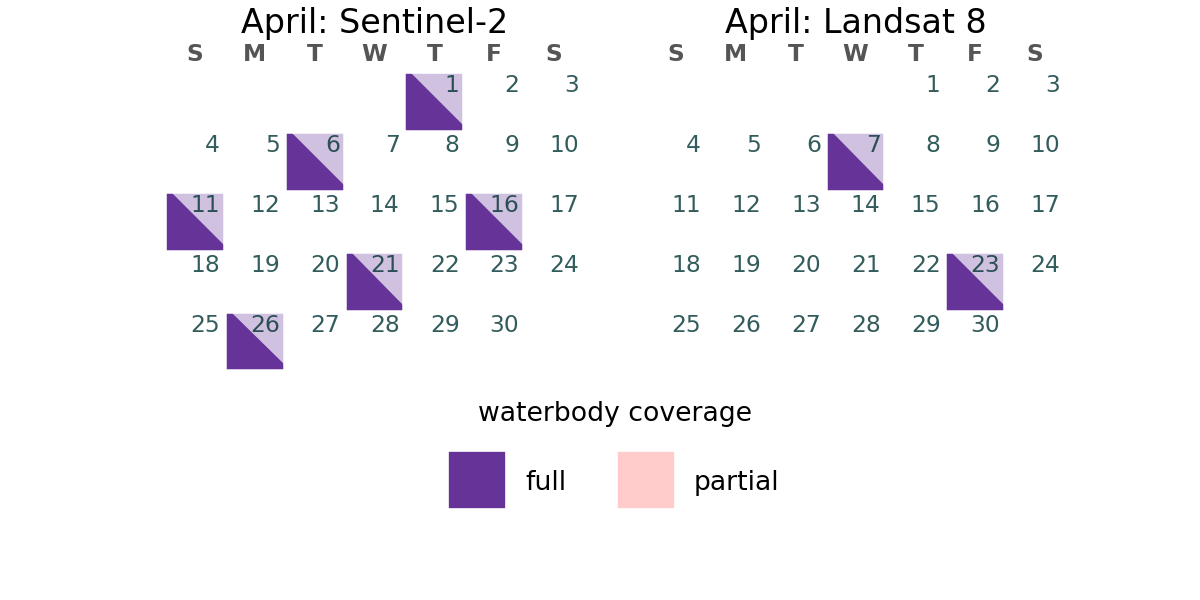 April: Sentinel-2
S M T W T F S
1 2 3
4 5 6 7 8 9 10
11 12 13 14 15 16 17
18 19 20 21 22 23 24
25 26 27 28 29 30
April: Landsat 8
S M T W T F S
1 2 3
4 5 6 7 8 9 10
11 12 13 14 15 16 17
18 19 20 21 22 23 24
25 26 27 28 29 30
waterbody coverage
full partial